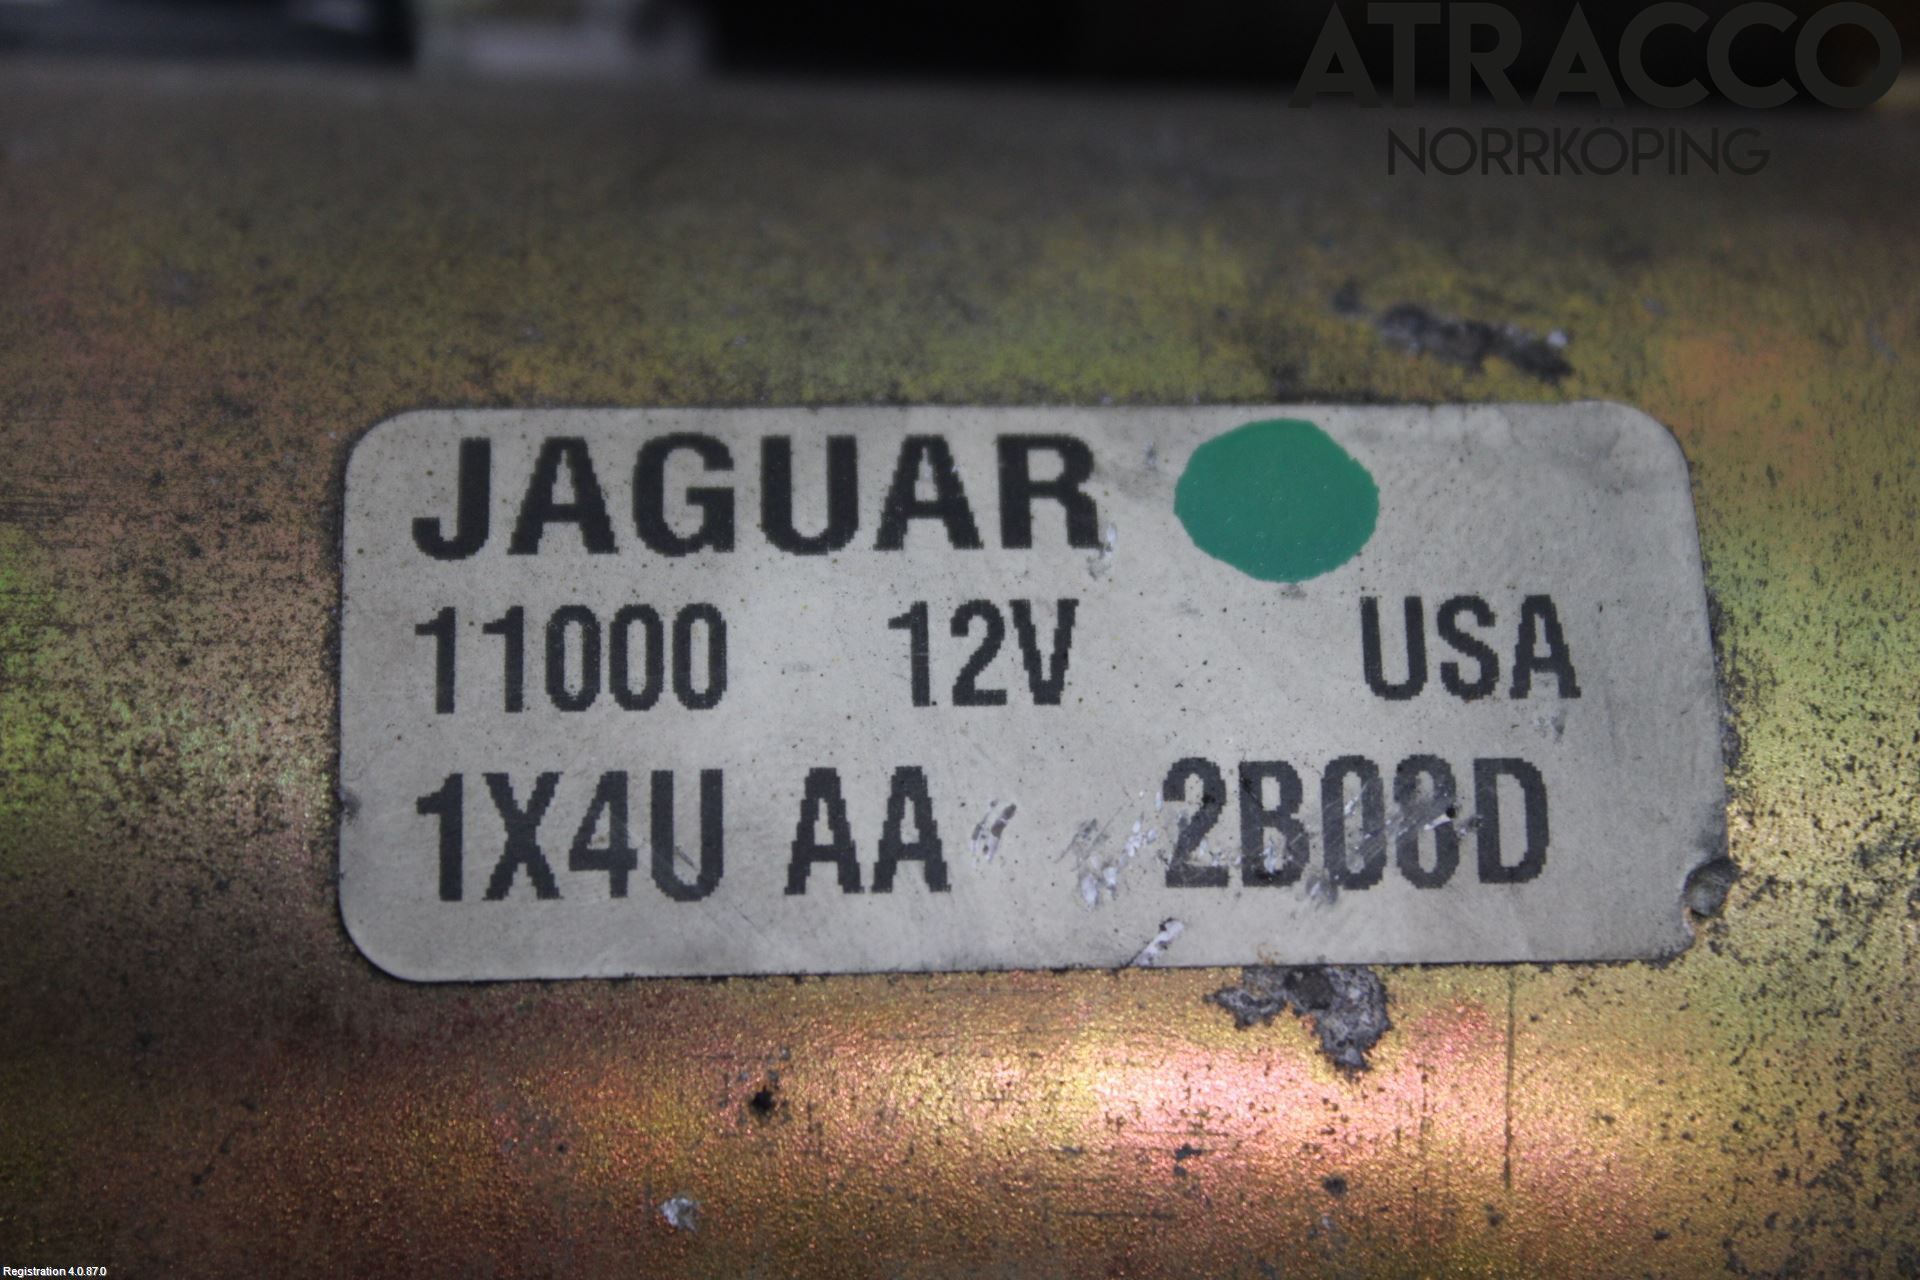 ATRACCO
NORRKÖPING
JAGUAR
11000 12V USA
1X4U AA 2B08D
Registration 4.0.87.0